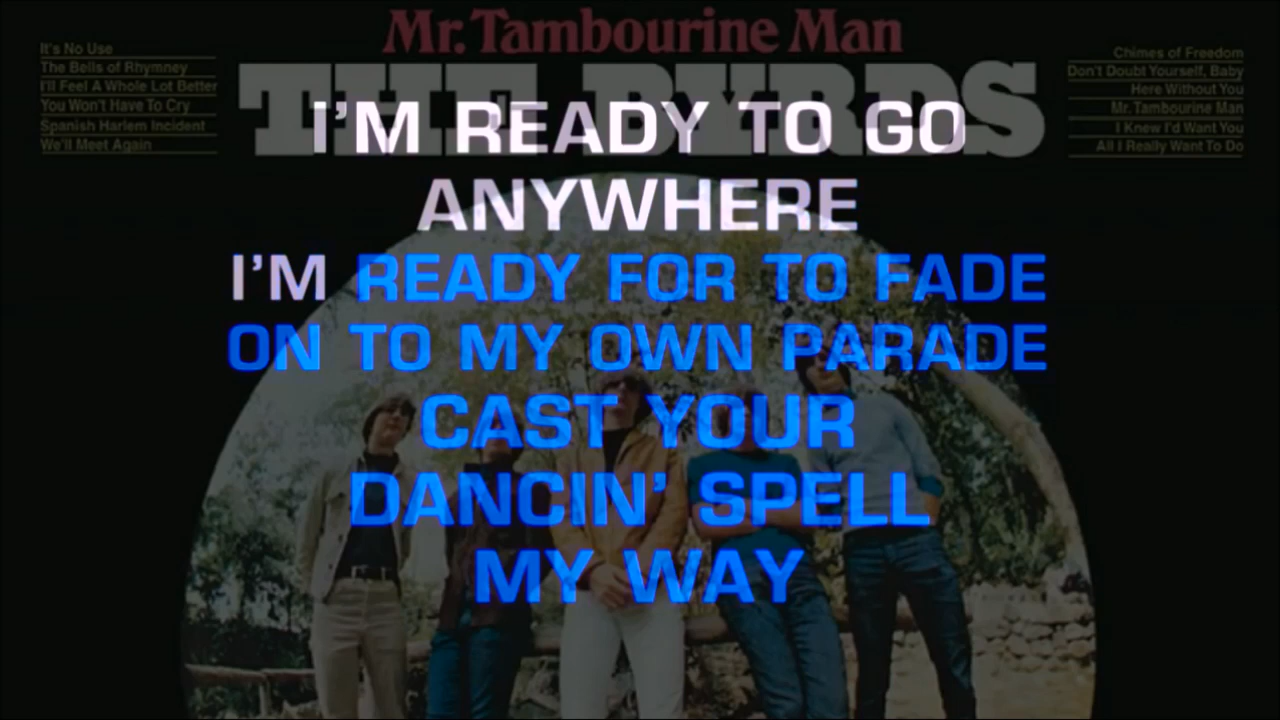 Mr. Tambourine Man
THE BYRDS
It's No Use
The Bells of Rhymney
I'll Feel A Whole Lot Better
You Won't Have To Cry
Spanish Harlem Incident
We'll Meet Again
Chimes of Freedom
Don't Doubt Yourself, Baby
Here Without You
Mr. Tambourine Man
I Knew I'd Want You
All I Really Want To Do
I'M READY TO GO
ANYWHERE
I'M READY FOR TO FADE
ON TO MY OWN PARADE
CAST YOUR
DANCIN' SPELL
MY WAY